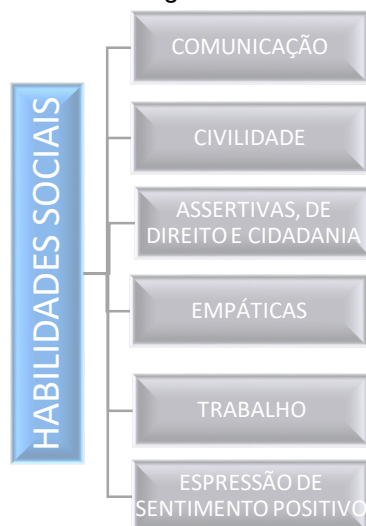 HABILIDADES SOCIAIS
COMUNICAÇÃO
CIVILIDADE
ASSERTIVAS, DE
DIREITO E CIDADANIA
EMPÁTICAS
TRABALHO
ESPRESSÃO DE
SENTIMENTO POSITIVO